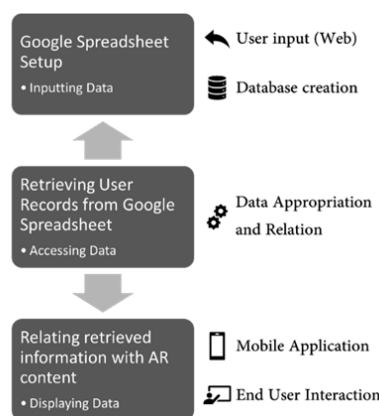 Google Spreadsheet
Setup
• Inputting Data
User input (Web)
Database creation
Retrieving User
Records from Google
Spreadsheet
• Accessing Data
Data Appropriation
and Relation
Relating retrieved
information with AR
content
• Displaying Data
Mobile Application
End User Interaction